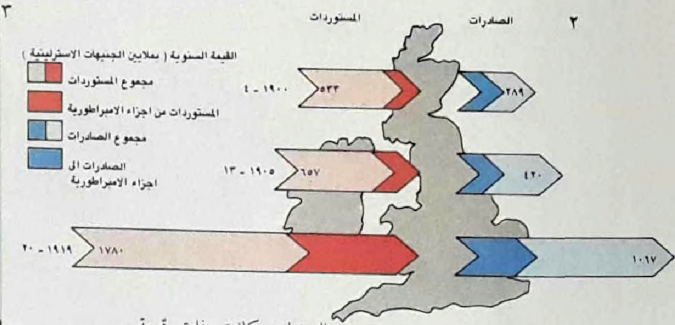 ٣
٢
المستوردات
الصادرات
القيمة السنوية ( بملايين الجنيهات الاسترلينية )
مجموع المستوردات
المستوردات من اجزاء الامبراطورية
مجموع الصادرات
الصادرات الى
اجزاء الامبراطورية
١٩٠٠ - ٤
٥٣٣
٢٨٩
١٩٠٥ - ١٣
٦٥٧
٤٢٠
١٩١٩ - ٢٠
١٧٨٠
١٠٩٧